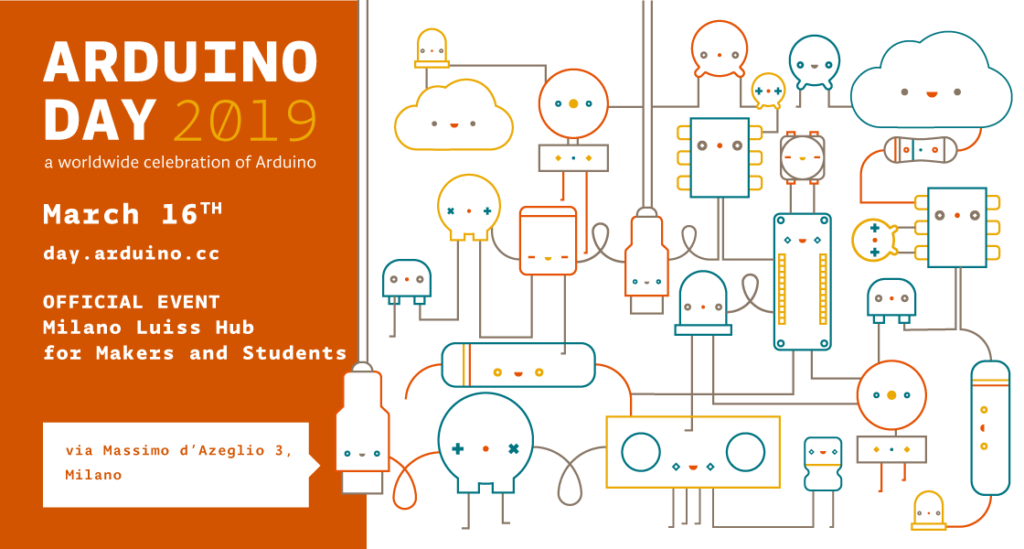 ARDUINO
DAY 2019
a worldwide celebration of Arduino
March 16TH
day.arduino.cc
OFFICIAL EVENT
Milano Luiss Hub
for Makers and Students
via Massimo d’Azeglio 3,
Milano